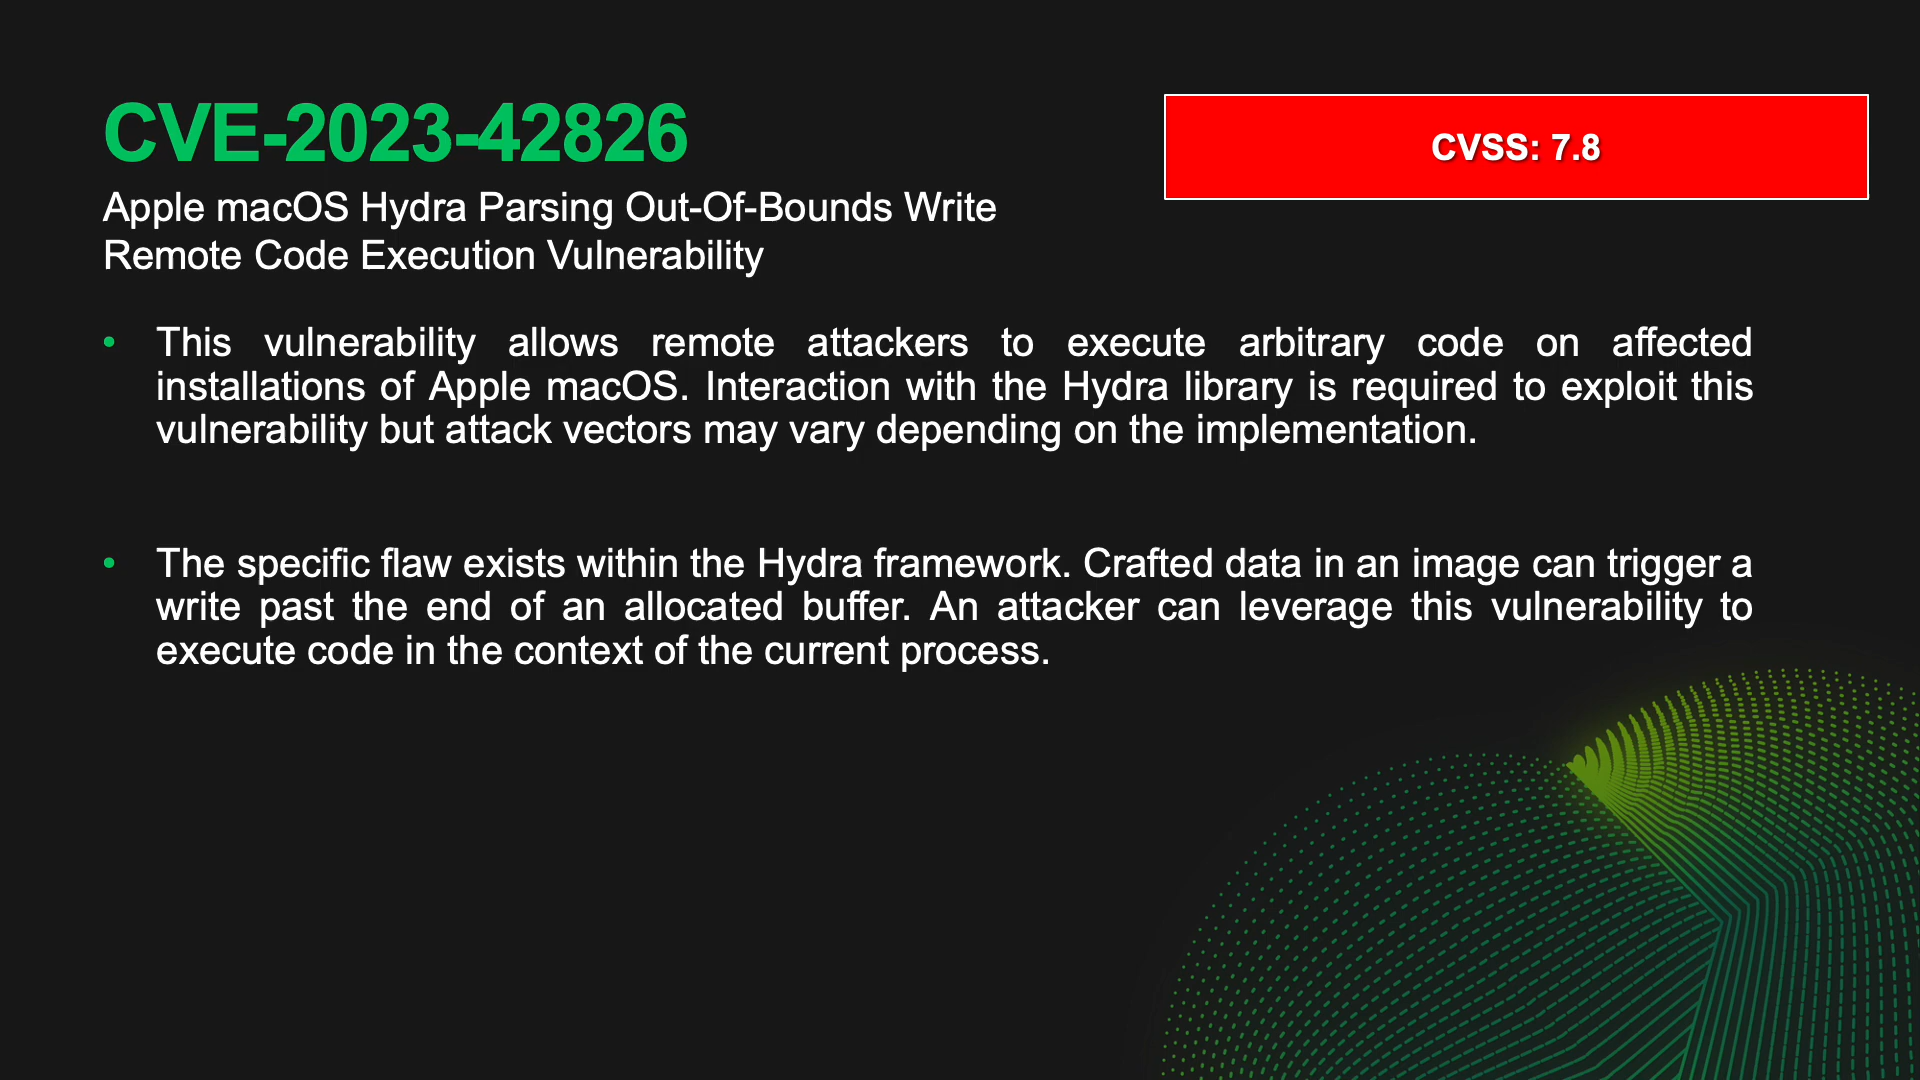 CVE-2023-42826
CVSS: 7.8
Apple macOS Hydra Parsing Out-Of-Bounds Write
Remote Code Execution Vulnerability
• This vulnerability allows remote attackers to execute arbitrary code on affected
installations of Apple macOS. Interaction with the Hydra library is required to exploit this
vulnerability but attack vectors may vary depending on the implementation.
• The specific flaw exists within the Hydra framework. Crafted data in an image can trigger a
write past the end of an allocated buffer. An attacker can leverage this vulnerability to
execute code in the context of the current process.